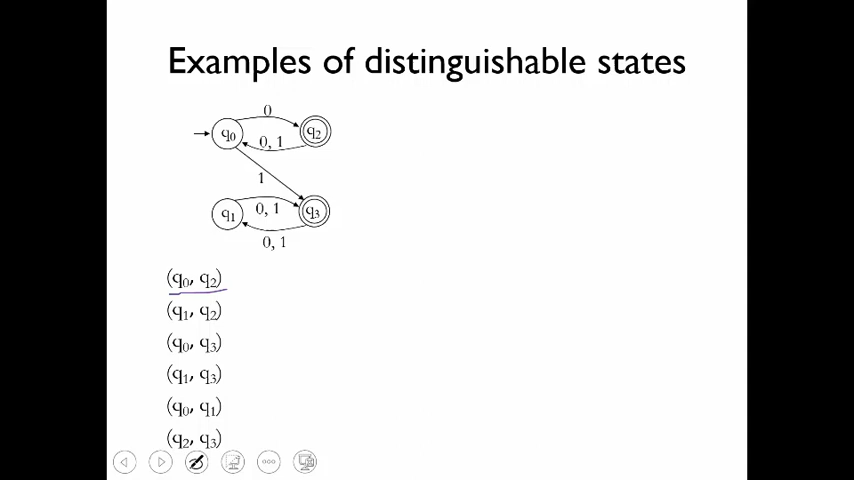 Examples of distinguishable states
0
q0
q2
0, 1
1
q1
0, 1
q3
0, 1
(q0, q2)
(q1, q2)
(q0, q3)
(q1, q3)
(q0, q1)
(q2, q3)